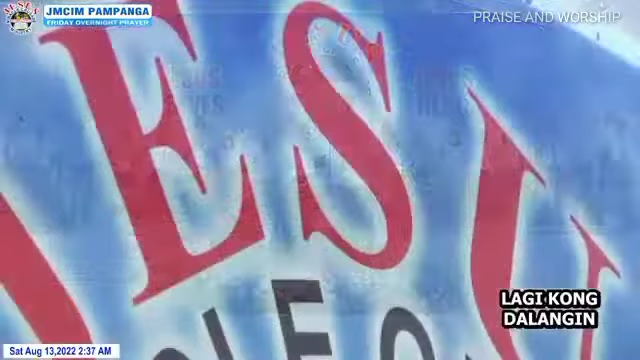 JMCIM PAMPANGA
FRIDAY OVERNIGHT PRAYER
PRAISE AND WORSHIP
ESU
LAGI KONG
DALANGIN
Sat Aug 13,2022 2:37 AM